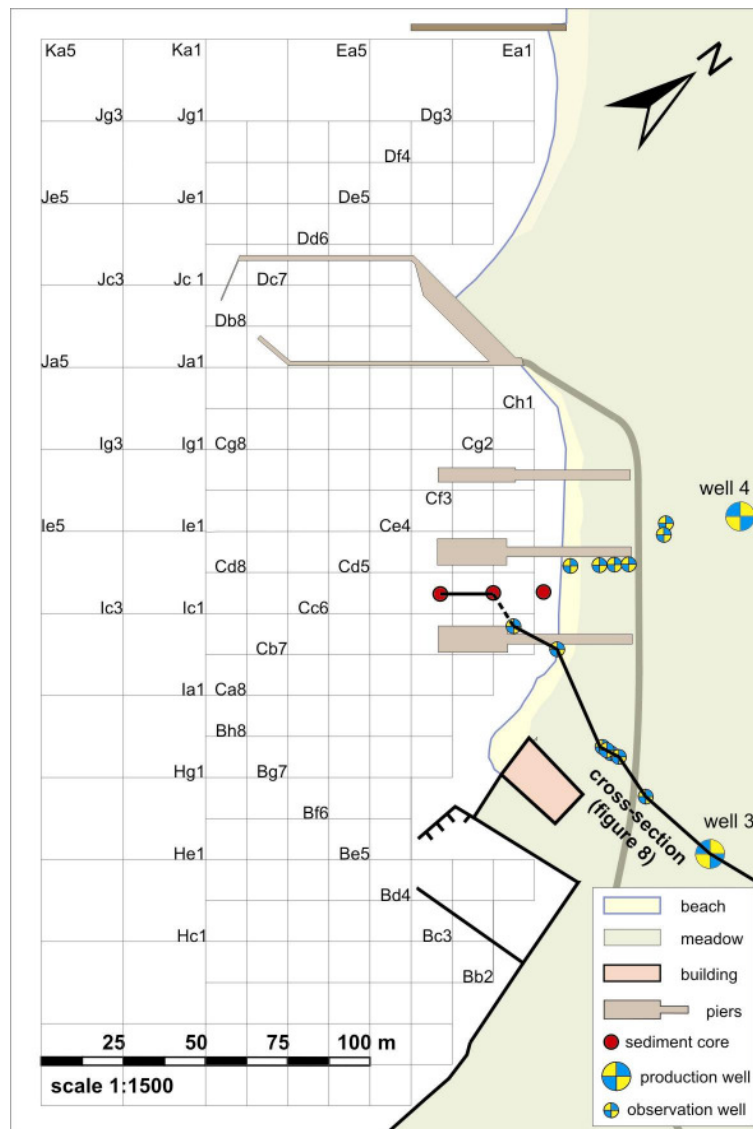 Ka5 Ka1 Ea5 Ea1
N
Jg3 Jg1 Dg3
Df4
Je5 Je1 De5
Dd6
Jc3 Jc 1 Dc7
Db8
Ja5 Ja1
Ch1
Ig3 Ig1 Cg8 Cg2
well 4
Cf3
Ie5 Ie1 Ce4
Cd8 Cd5
Ic3 Ic1 Cc6
Cb7
Ia1 Ca8
Bh8
Hg1 Bg7
cross-section
(figure 8)
Bf6
well 3
He1 Be5
Bd4
beach
Hc1 Bc3
meadow
Bb2
building
piers
25 50 75 100 m
sediment core
scale 1:1500
production well
observation well